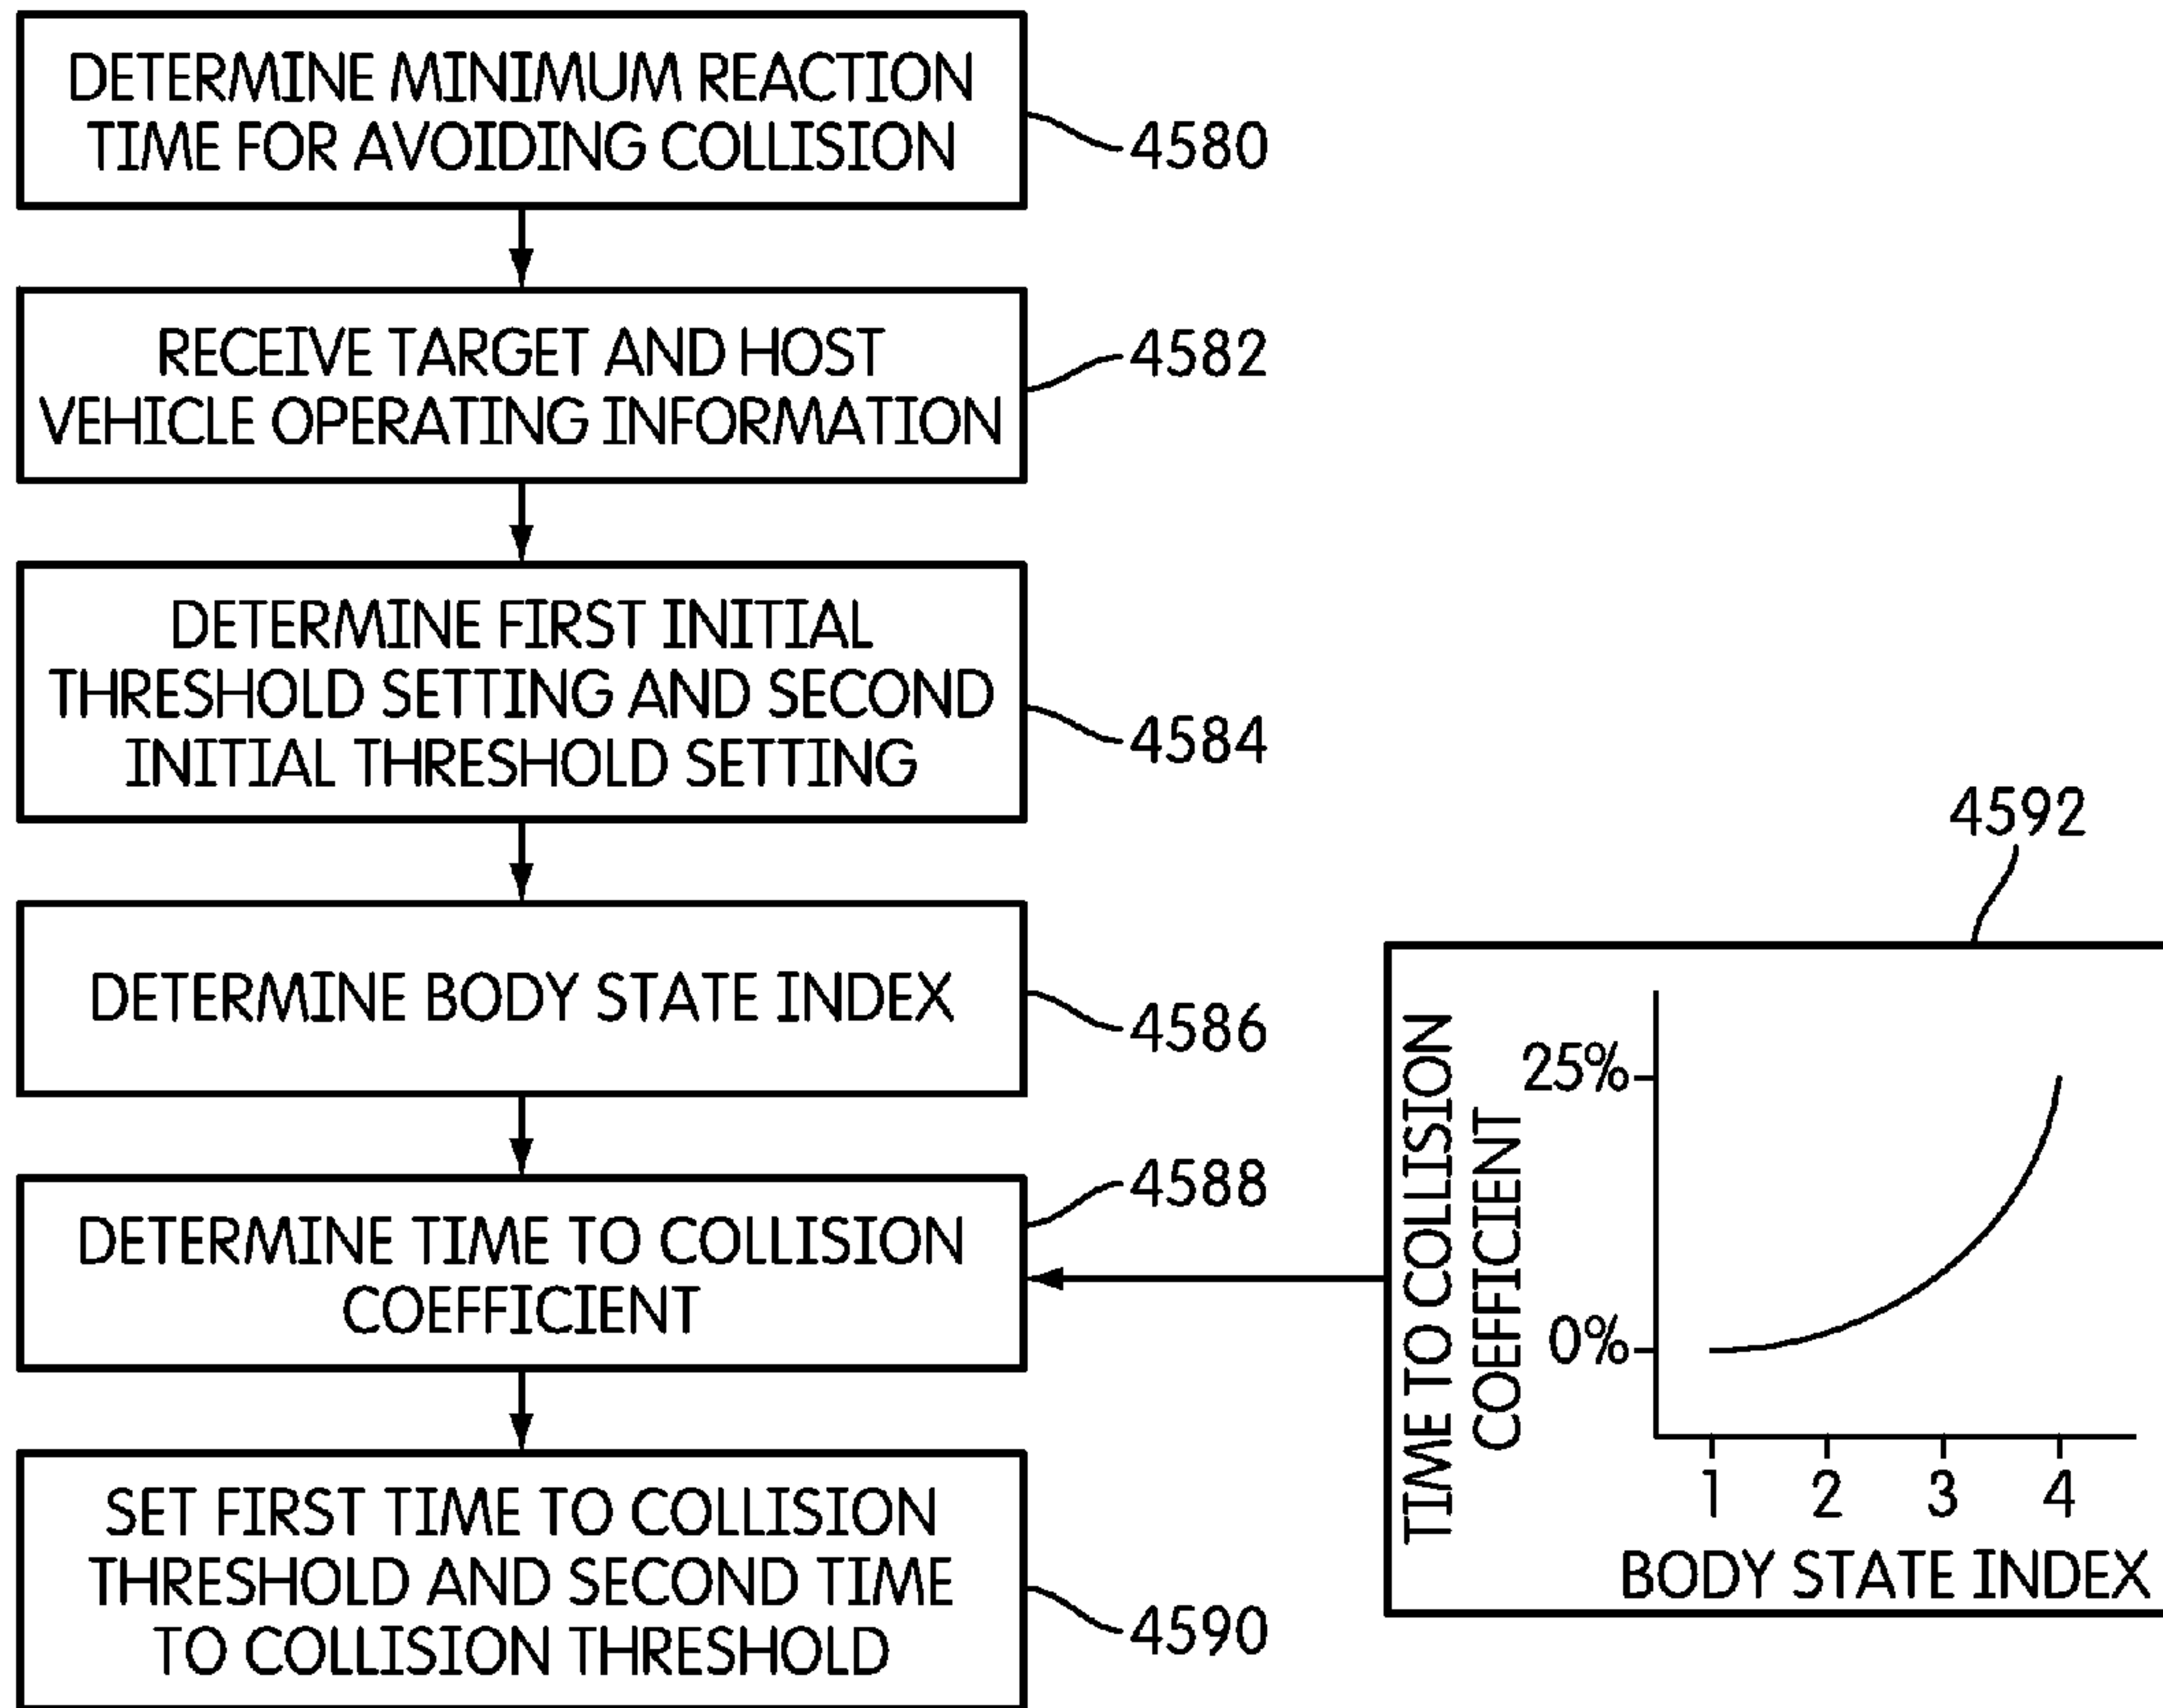 DETERMINE MINIMUM REACTION
TIME FOR AVOIDING COLLISION
4580
RECEIVE TARGET AND HOST
VEHICLE OPERATING INFORMATION
4582
DETERMINE FIRST INITIAL
THRESHOLD SETTING AND SECOND
INITIAL THRESHOLD SETTING
4584
DETERMINE BODY STATE INDEX
4586
DETERMINE TIME TO COLLISION
COEFFICIENT
4588
SET FIRST TIME TO COLLISION
THRESHOLD AND SECOND TIME
TO COLLISION THRESHOLD
4590
4592
TIME TO COLLISION
COEFFICIENT
25%
0%
1 2 3 4
BODY STATE INDEX